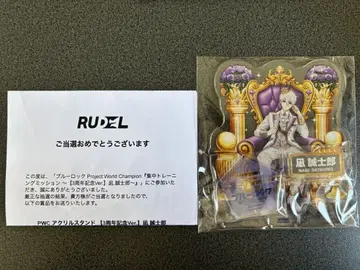 RUDEL
ご当選おめでとうございます
この度は、「ブルーロック Project World Champion『集中トレーニ
ングミッション ～【3周年記念Ver.】凪 誠士郎～』」にご参加いた
だき、誠にありがとうございます。
厳正な抽選の結果、貴方様がご当選となりましたので、
以下の賞品をお送りいたします。
PWC アクリルスタンド 【3周年記念Ver.】凪 誠士郎
凪 誠士郎
NAGI SEISHIRO